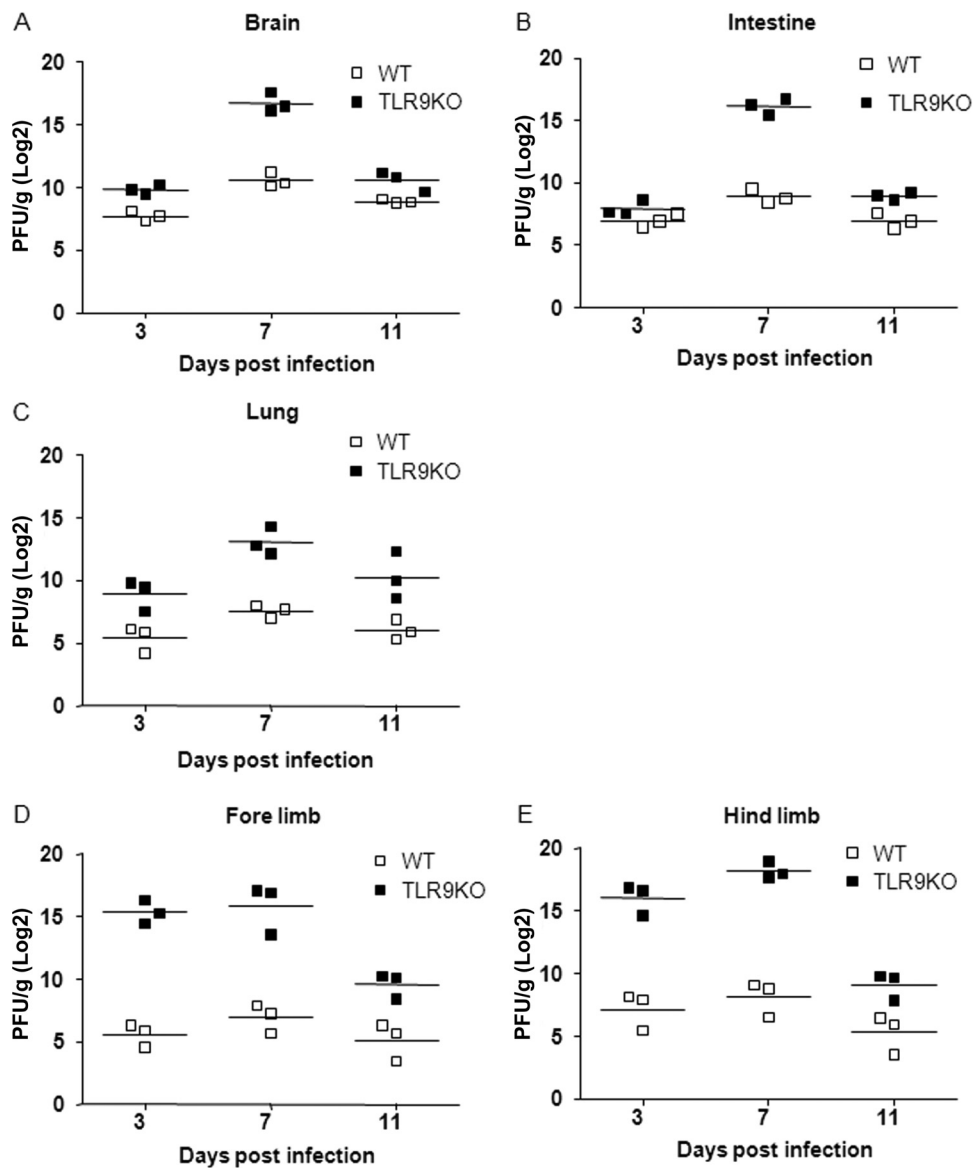 A
Brain
WT
TLR9KO
PFU/g (Log2)
20
15
10
5
0
3 7 11
Days post infection
B
Intestine
WT
TLR9KO
PFU/g (Log2)
20
15
10
5
0
3 7 11
Days post infection
C
Lung
WT
TLR9KO
PFU/g (Log2)
20
15
10
5
0
3 7 11
Days post infection
D
Fore limb
WT
TLR9KO
PFU/g (Log2)
20
15
10
5
0
3 7 11
Days post infection
E
Hind limb
WT
TLR9KO
PFU/g (Log2)
20
15
10
5
0
3 7 11
Days post infection